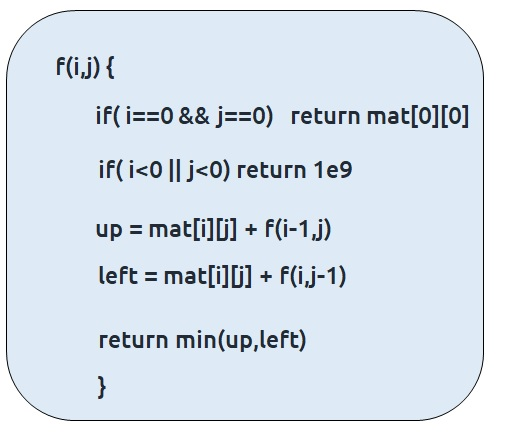 f(i,j) {
if( i==0 && j==0) return mat[0][0]
if( i<0 || j<0) return 1e9
up = mat[i][j] + f(i-1,j)
left = mat[i][j] + f(i,j-1)
return min(up,left)
}